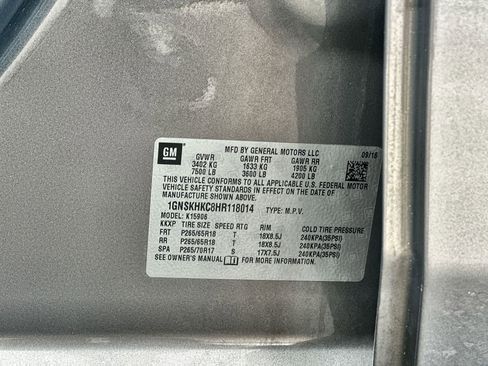 GM
MFD BY GENERAL MOTORS LLC
09/16
GVWR GAWR FRT GAWR RR
3402 KG 1633 KG 1905 KG
7500 LB 3600 LB 4200 LB
THIS VEHICLE CONFORMS TO ALL APPLICABLE U.S. FEDERAL MOTOR
VEHICLE SAFETY STANDARDS IN EFFECT ON THE DATE OF
MANUFACTURE SHOWN ABOVE.
1GNSKHKC8HR118014 TYPE: M.P.V.
MODEL: K15906
KKXP TIRE SIZE SPEED RTG RIM COLD TIRE PRESSURE
FRT P265/65R18 T 18X8.5J 240KPA(35PSI)
RR P265/65R18 T 18X8.5J 240KPA(35PSI)
SPA P265/70R17 S 17X7.5J 240KPA(35PSI)
SEE OWNER'S MANUAL FOR MORE INFORMATION.